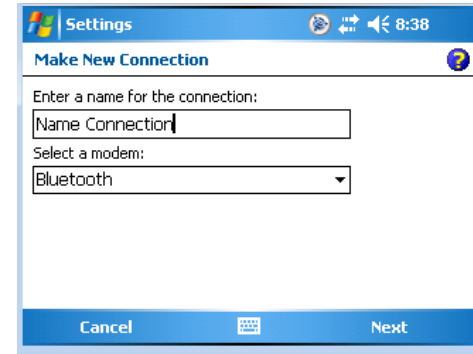 Settings 8:38
Make New Connection
Enter a name for the connection:
Name Connection
Select a modem:
Bluetooth
Cancel Next